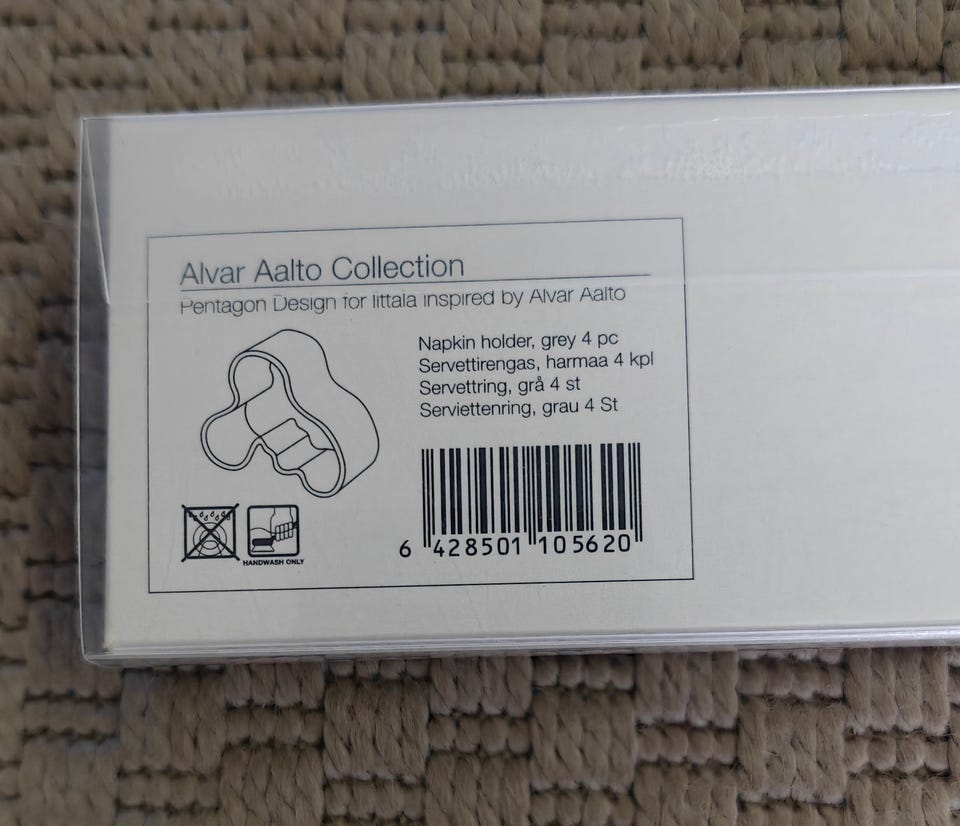 Alvar Aalto Collection
Pentagon Design for Iittala inspired by Alvar Aalto
Napkin holder, grey 4 pc
Servettirengas, harmaa 4 kpl
Servettring, grå 4 st
Serviettenring, grau 4 St
HANDWASH ONLY
6 428501 105620